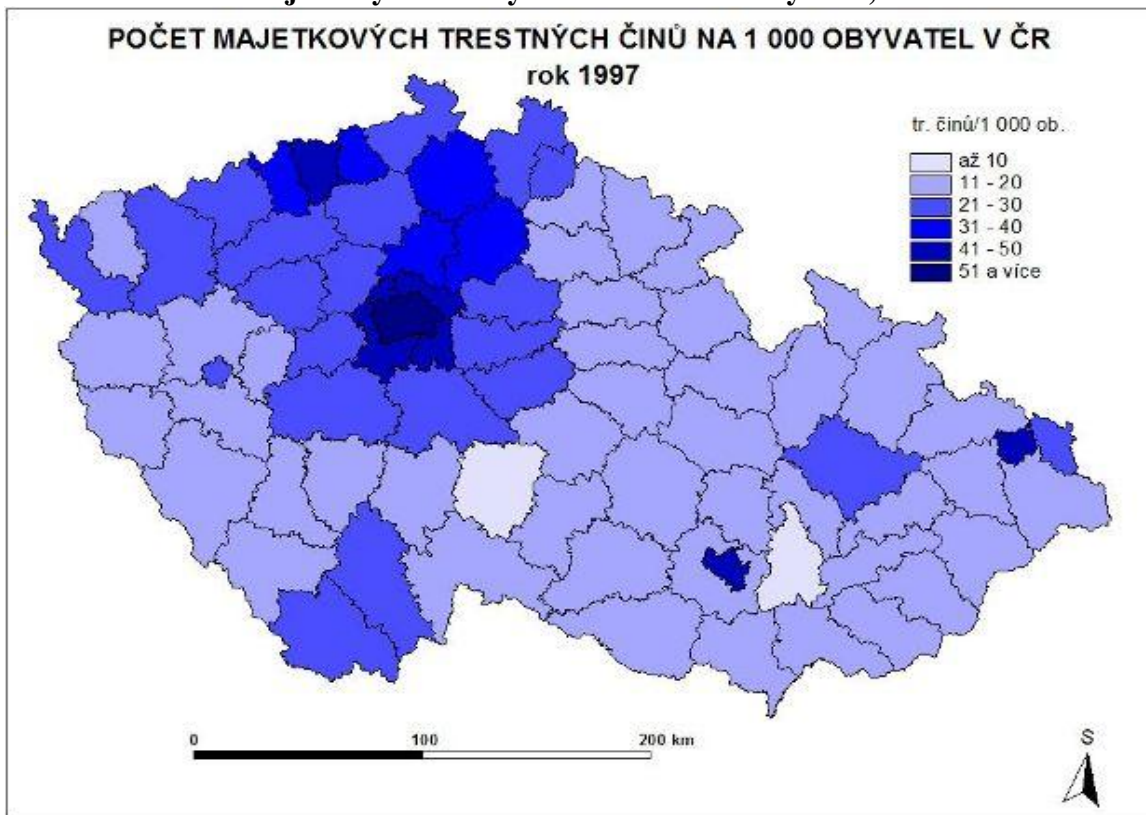 POČET MAJETKOVÝCH TRESTNÝCH ČINŮ NA 1 000 OBYVATEL V ČR
rok 1997
tr. činů/1 000 ob.
až 10
11 - 20
21 - 30
31 - 40
41 - 50
51 a více
0 100 200 km
S